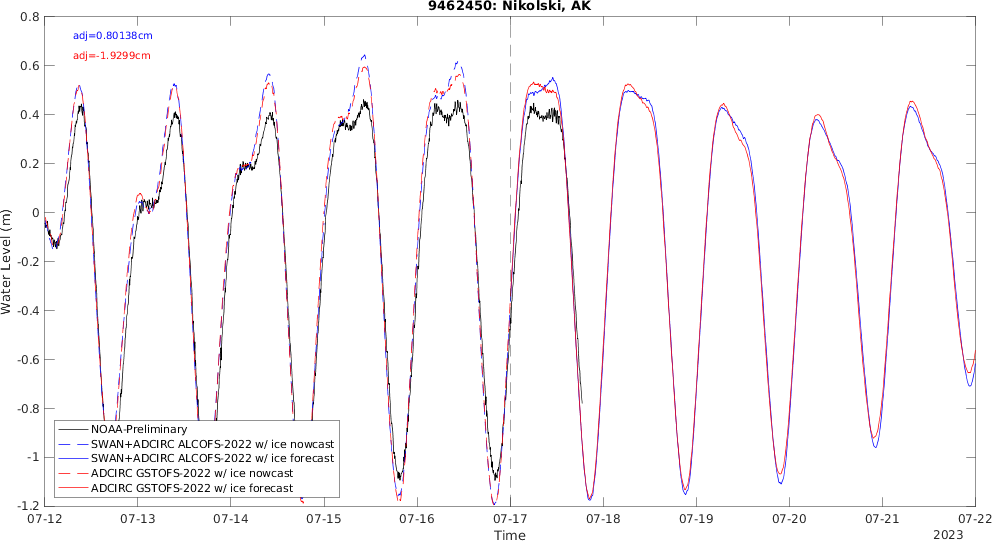 9462450: Nikolski, AK
adj=0.80138cm
adj=-1.9299cm
Water Level (m)
0.8
0.6
0.4
0.2
0
-0.2
-0.4
-0.6
-0.8
-1
-1.2
NOAA-Preliminary
SWAN+ADCIRC ALCOFS-2022 w/ ice nowcast
SWAN+ADCIRC ALCOFS-2022 w/ ice forecast
ADCIRC GSTOFS-2022 w/ ice nowcast
ADCIRC GSTOFS-2022 w/ ice forecast
07-12 07-13 07-14 07-15 07-16 07-17 07-18 07-19 07-20 07-21 07-22
Time
2023